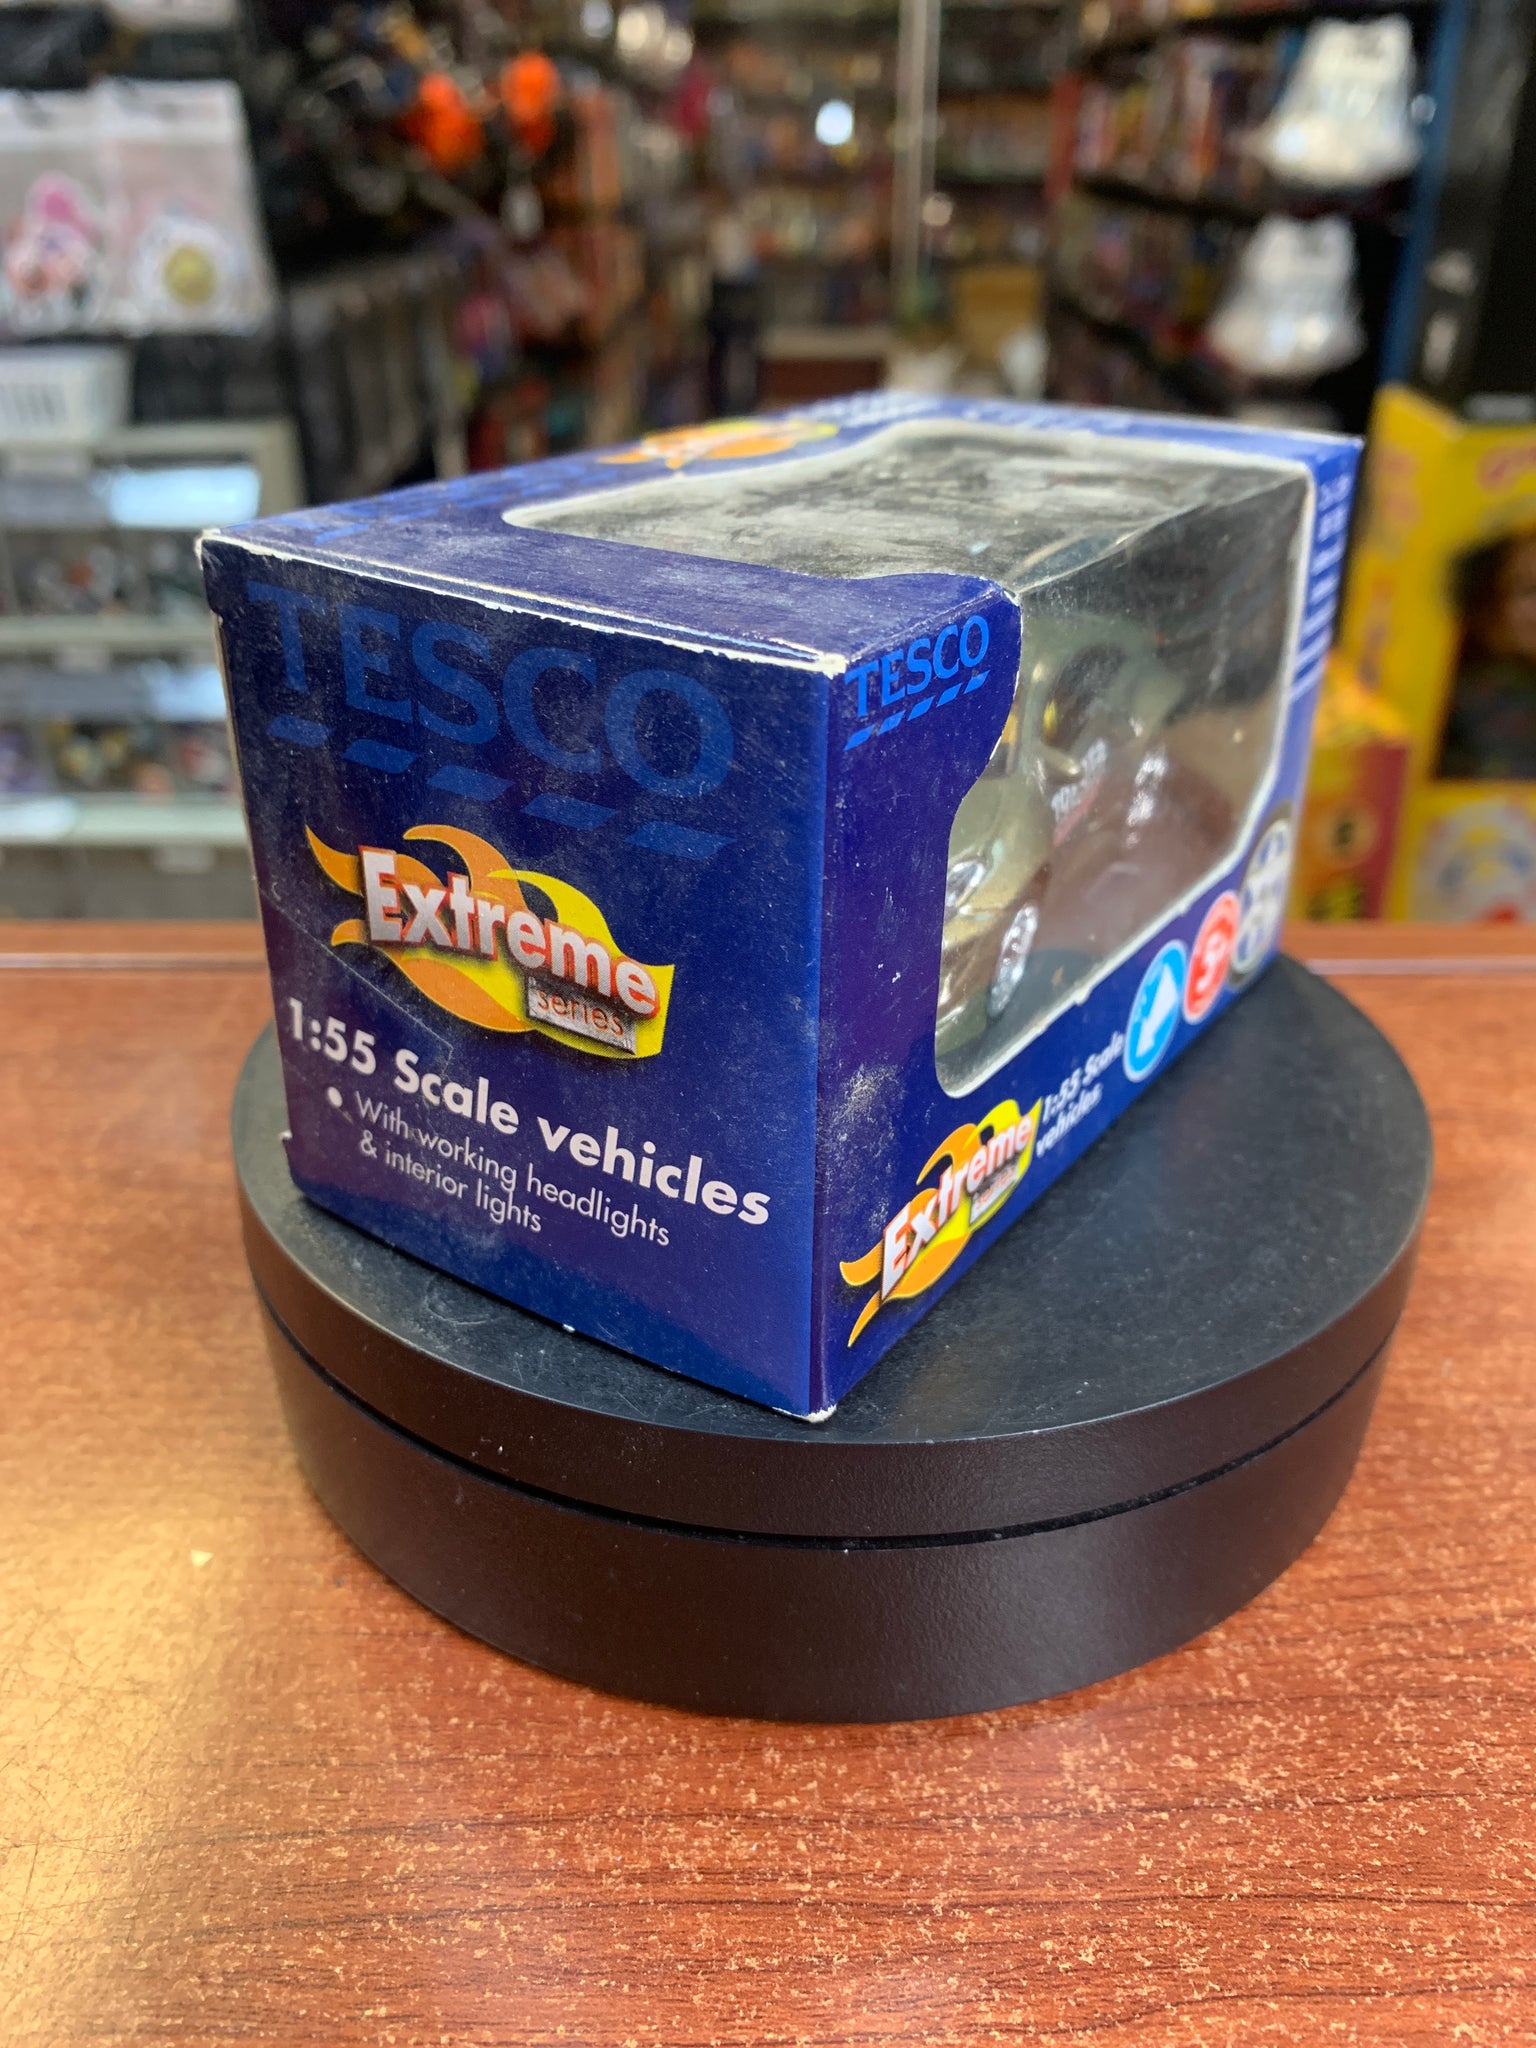 TESCO
Extreme
series
1:55 Scale vehicles
• With working headlights
& interior lights
TESCO
Extreme
series
1:55 Scale
vehicles